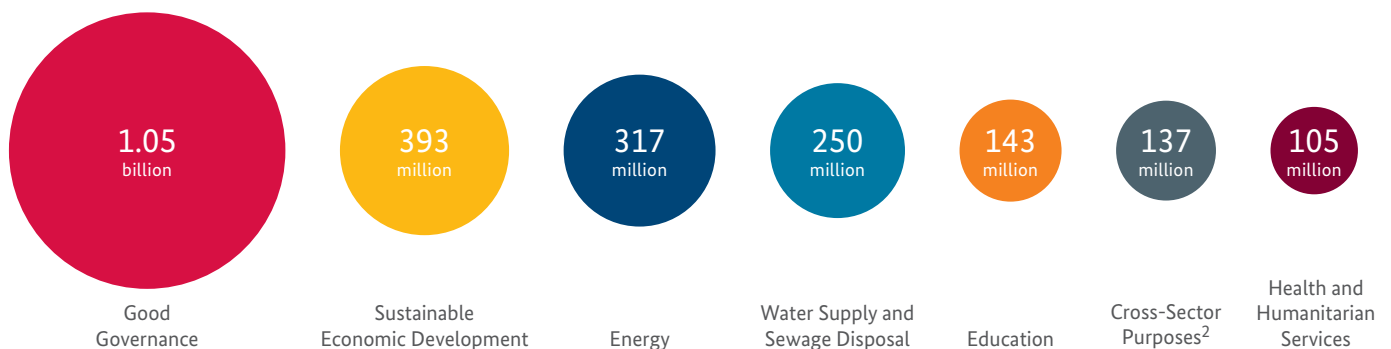 1.05
billion
393
million
317
million
250
million
143
million
137
million
105
million
Good
Governance
Sustainable
Economic Development
Energy
Water Supply and
Sewage Disposal
Education
Cross-Sector
Purposes²
Health and
Humanitarian
Services